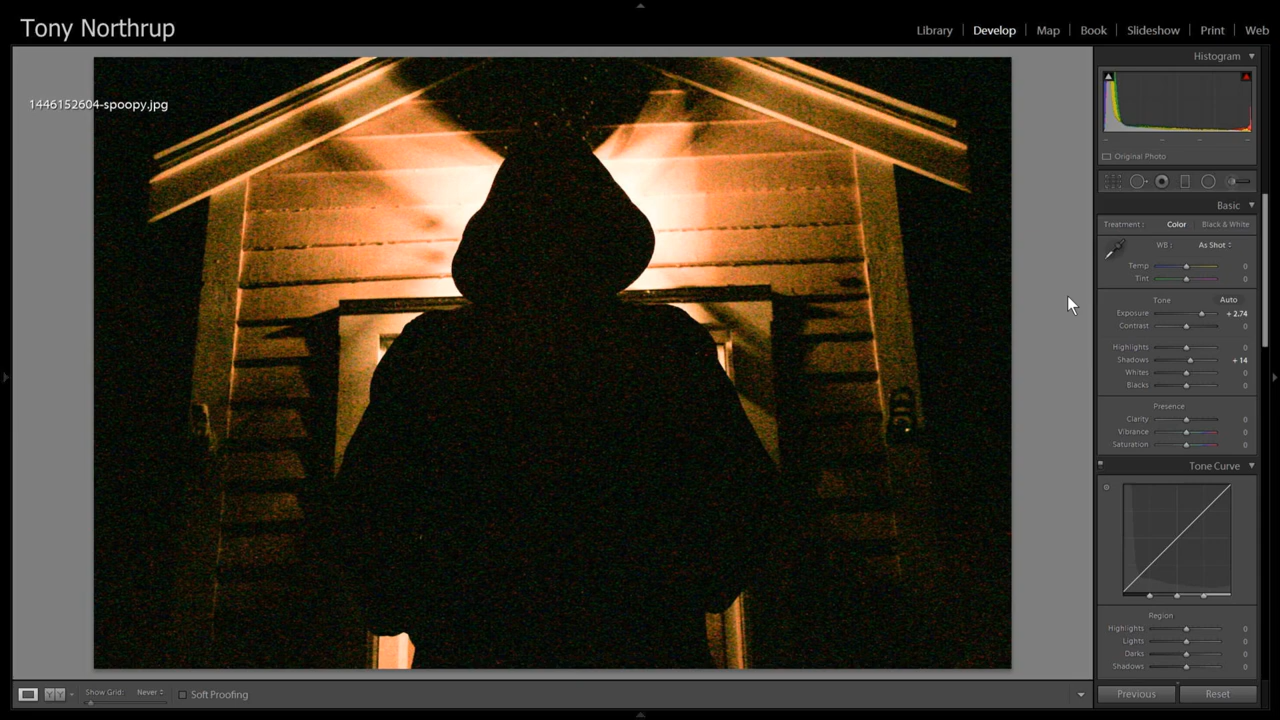 Tony Northrup
Library | Develop | Map | Book | Slideshow | Print | Web
1446152604-spoopy.jpg
Histogram
Original Photo
Basic
Treatment : Color Black & White
WB : As Shot
Temp 0
Tint 0
Tone Auto
Exposure + 2.74
Contrast 0
Highlights 0
Shadows + 14
Whites 0
Blacks 0
Presence
Clarity 0
Vibrance 0
Saturation 0
Tone Curve
Region
Highlights 0
Lights 0
Darks 0
Shadows 0
Y Y Show Grid: Never Soft Proofing
Previous Reset